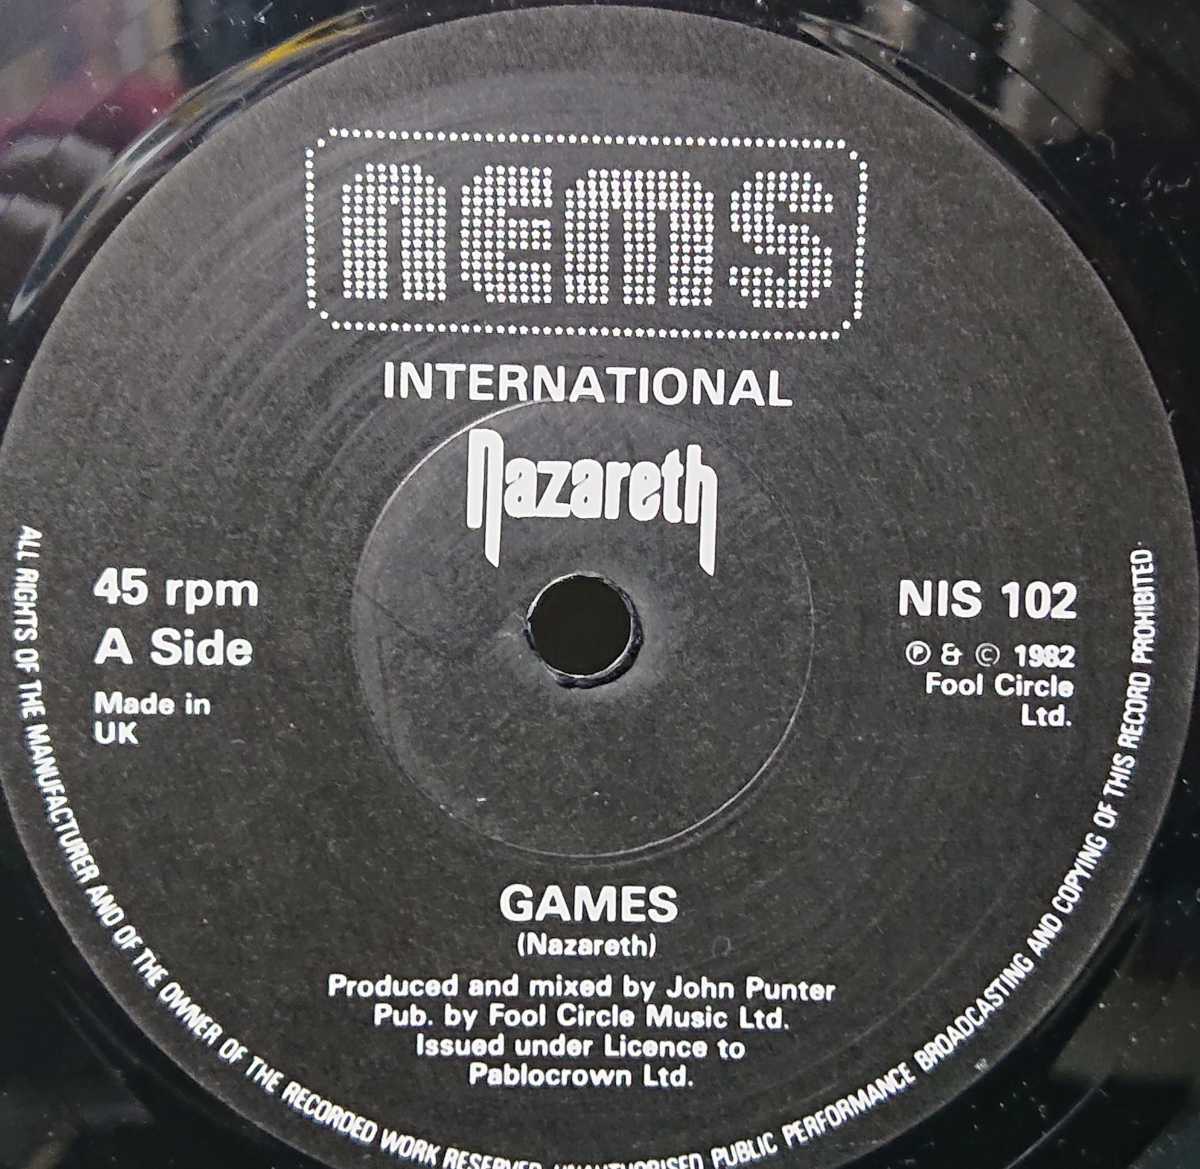 nems
INTERNATIONAL
Nazareth
45 rpm
A Side
Made in
UK
NIS 102
Ⓟ & © 1982
Fool Circle
Ltd.
GAMES
(Nazareth)
Produced and mixed by John Punter
Pub. by Fool Circle Music Ltd.
Issued under Licence to
Pablocrown Ltd.
ALL RIGHTS OF THE MANUFACTURER AND OF THE OWNER OF THE RECORDED WORK RESERVED UNAUTHORISED PUBLIC PERFORMANCE BROADCASTING AND COPYING OF THIS RECORD PROHIBITED